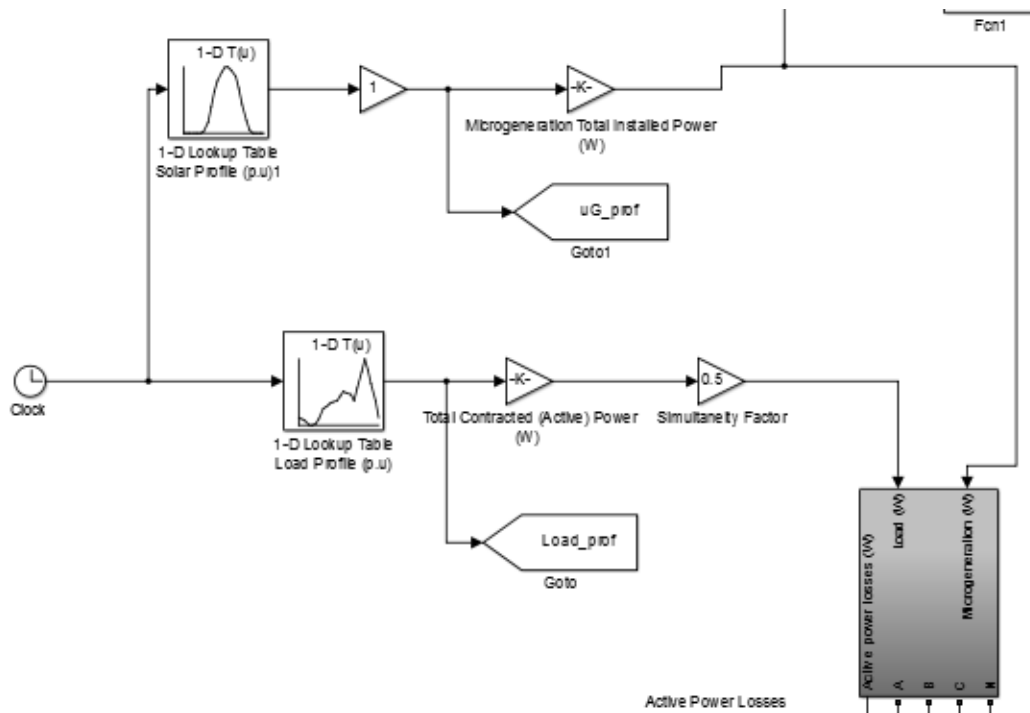 Fcn1
1-D T(u)
1-D Lookup Table
Solar Profile (p.u)1
1
-K-
Microgeneration Total Installed Power
(W)
uG_prof
Goto1
Clock
1-D T(u)
1-D Lookup Table
Load Profile (p.u)
-K-
Total Contracted (Active) Power
(W)
0.5
Simultaneity Factor
Load_prof
Goto
Active power losses (W)
Load (W)
Microgeneration (W)
A
B
C
N
Active Power Losses